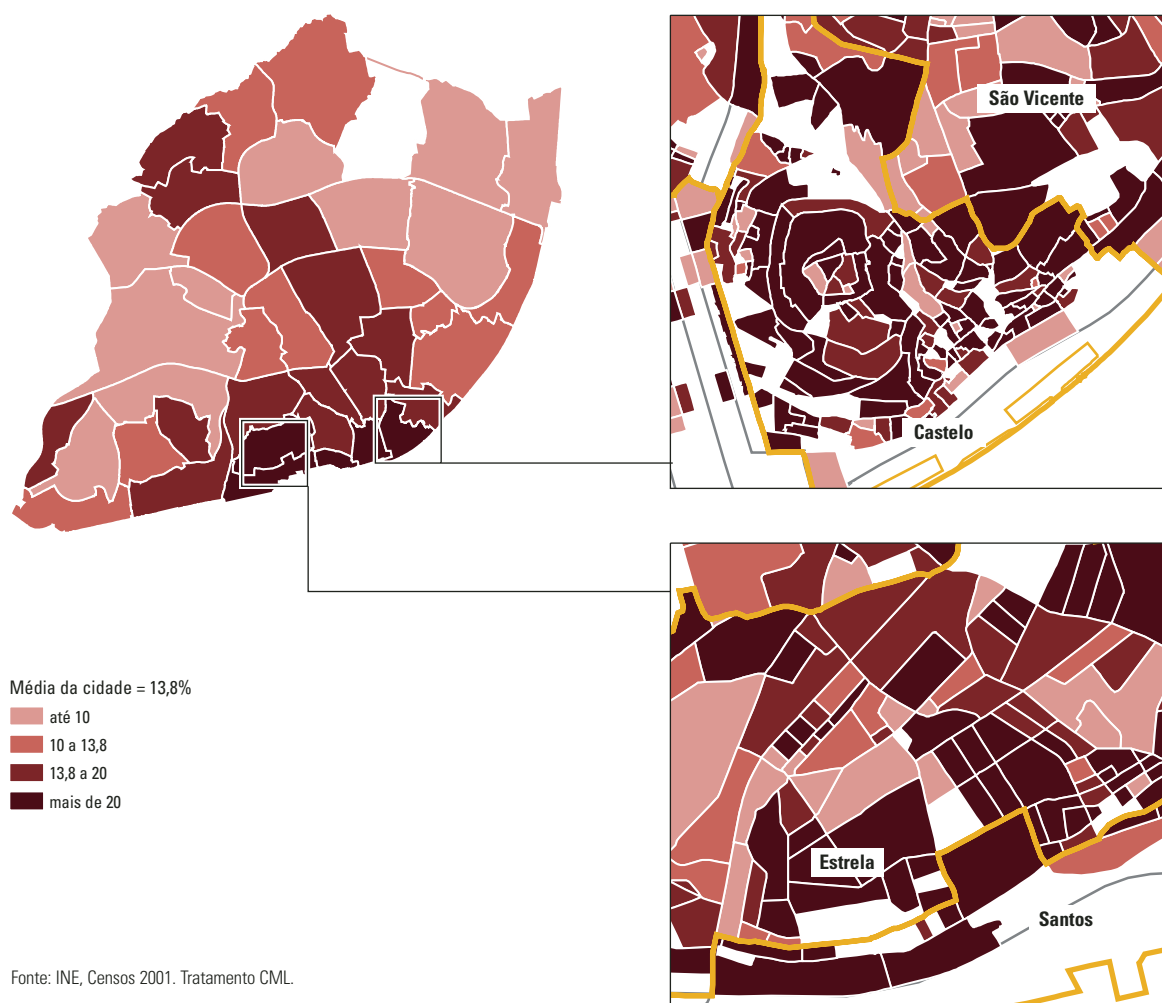 São Vicente
Castelo
Média da cidade = 13,8%
até 10
10 a 13,8
13,8 a 20
mais de 20
Estrela
Santos
Fonte: INE, Censos 2001. Tratamento CML.